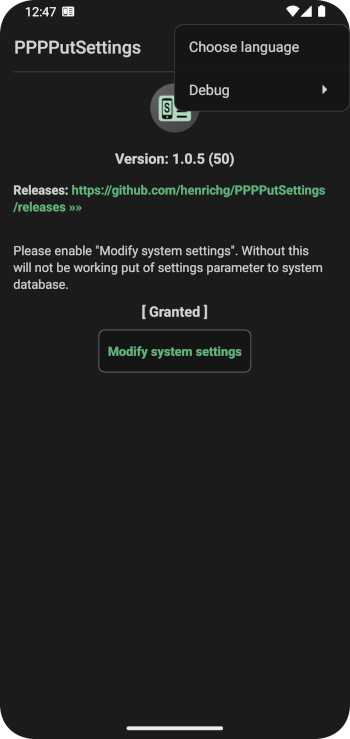 12:47
PPPPutSettings
Choose language
Debug
Version: 1.0.5 (50)
Releases: https://github.com/henrichg/PPPPutSettings
/releases »»
Please enable "Modify system settings". Without this
will not be working put of settings parameter to system
database.
[ Granted ]
Modify system settings